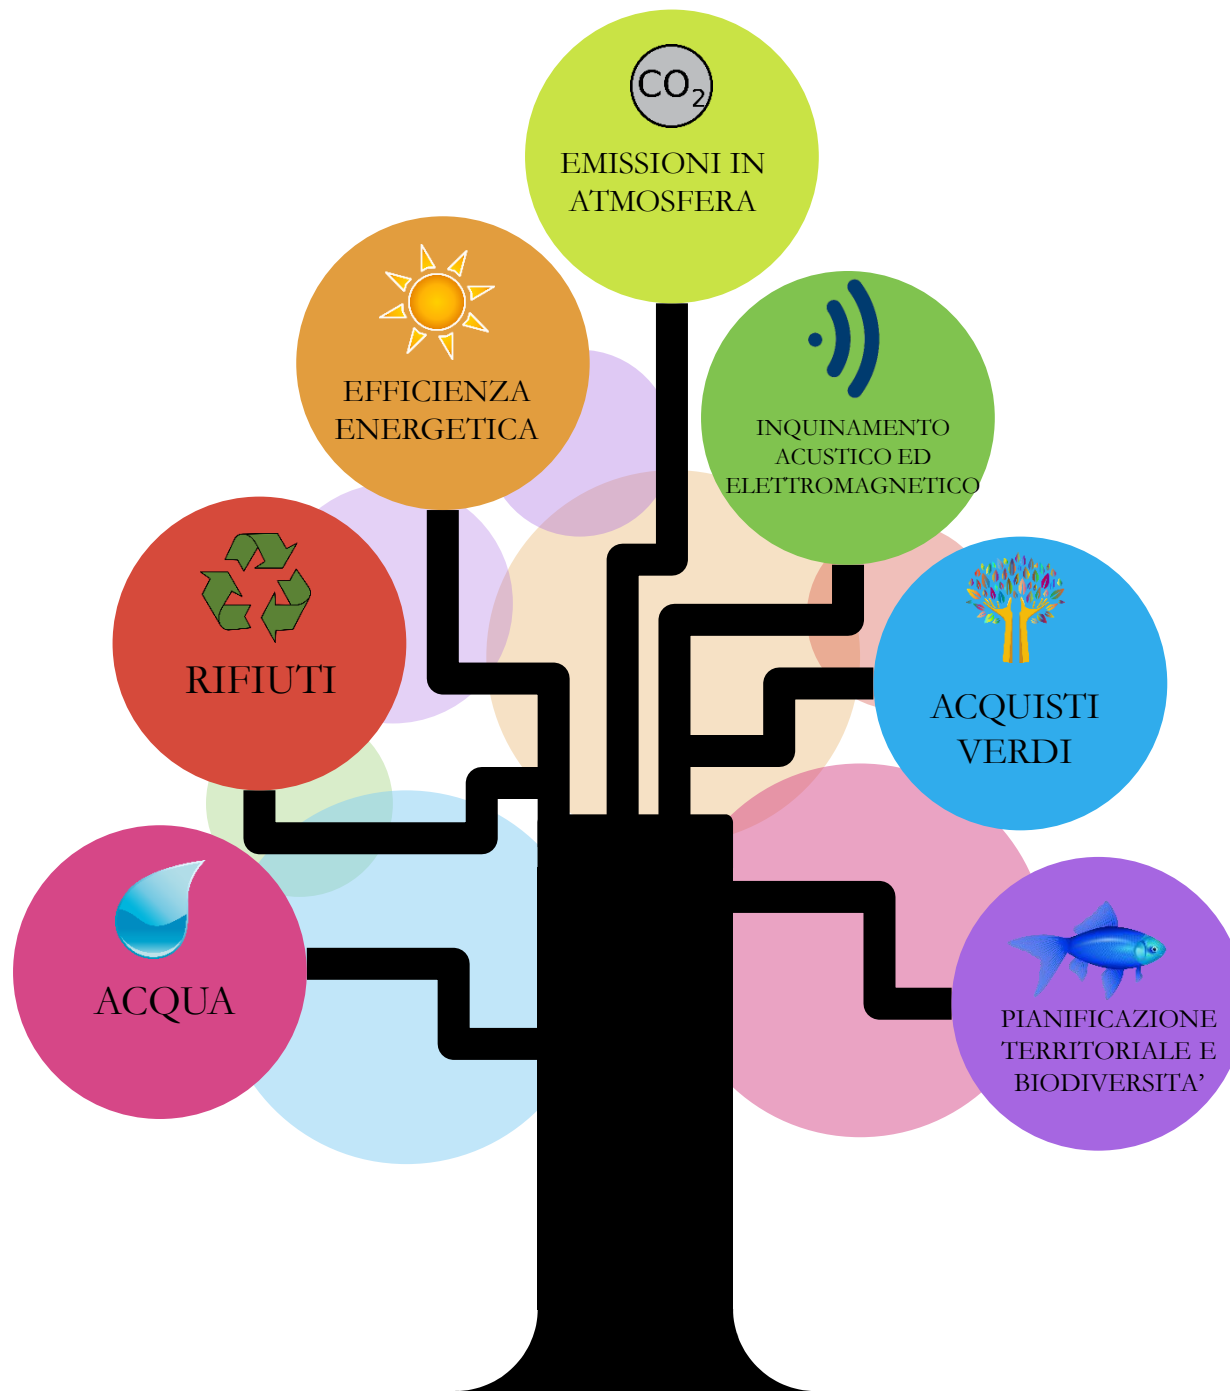 CO₂
EMISSIONI IN
ATMOSFERA
EFFICIENZA
ENERGETICA
INQUINAMENTO
ACUSTICO ED
ELETTROMAGNETICO
RIFIUTI
ACQUISTI
VERDI
ACQUA
PIANIFICAZIONE
TERRITORIALE E
BIODIVERSITA’